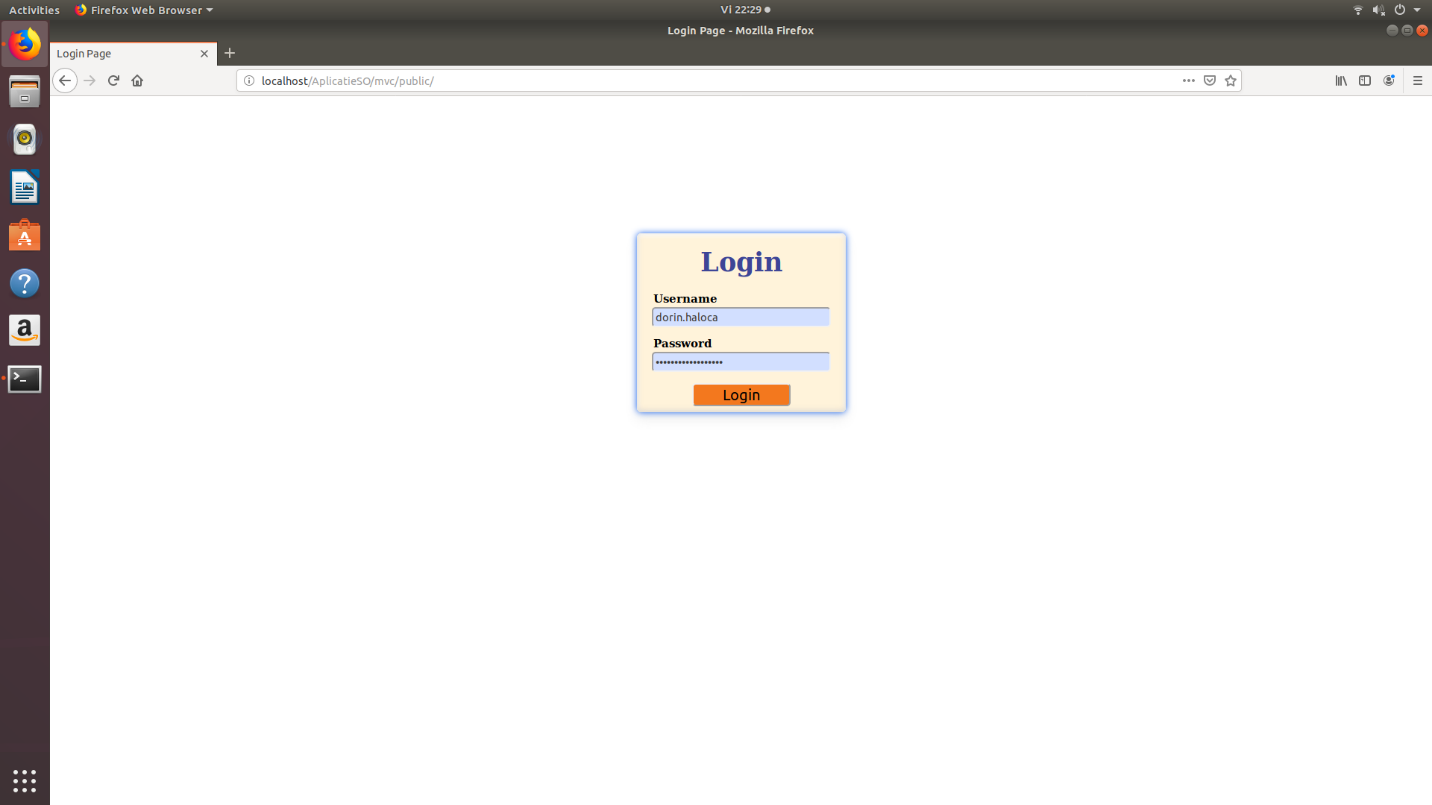 Activities Firefox Web Browser Vi 22:29
Login Page - Mozilla Firefox
Login Page
localhost/AplicatieSO/mvc/public/
Login
Username
dorin.haloca
Password
••••••••••••••••••
Login